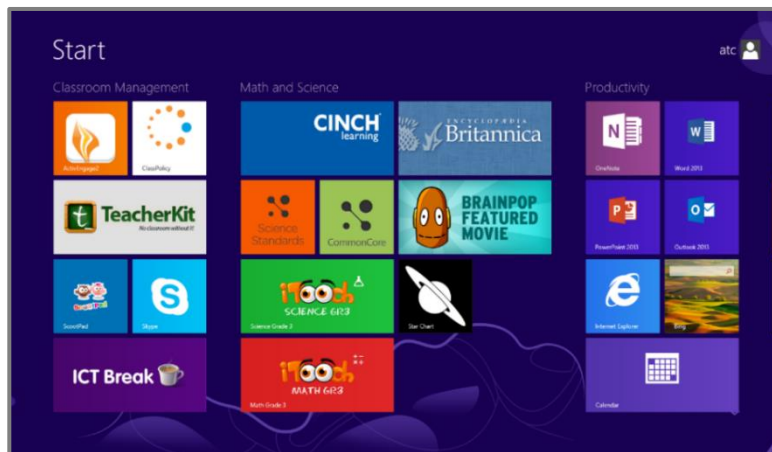 Start
atc
Classroom Management
Math and Science
Productivity
ActivEngage2
ClassPolicy
TeacherKit
No classroom without it!
ScootPad
Skype
ICT Break
CINCH
learning
ENCYCLOPÆDIA
Britannica
Science
Standards
CommonCore
BRAINPOP
FEATURED
MOVIE
iTooch
SCIENCE GR3
Science Grade 3
Star Chart
iTooch
MATH GR3
Math Grade 3
N
OneNote
W
Word 2013
P
PowerPoint 2013
O
Outlook 2013
Internet Explorer
Bing
Calendar